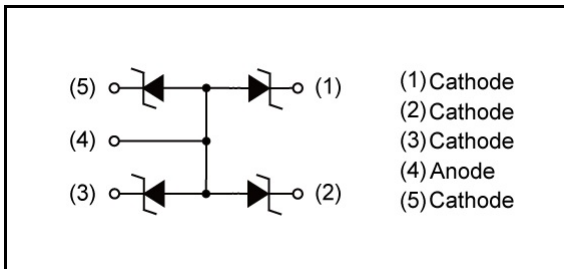 (5)
(1)
(4)
(3)
(2)
(1)Cathode
(2)Cathode
(3)Cathode
(4)Anode
(5)Cathode